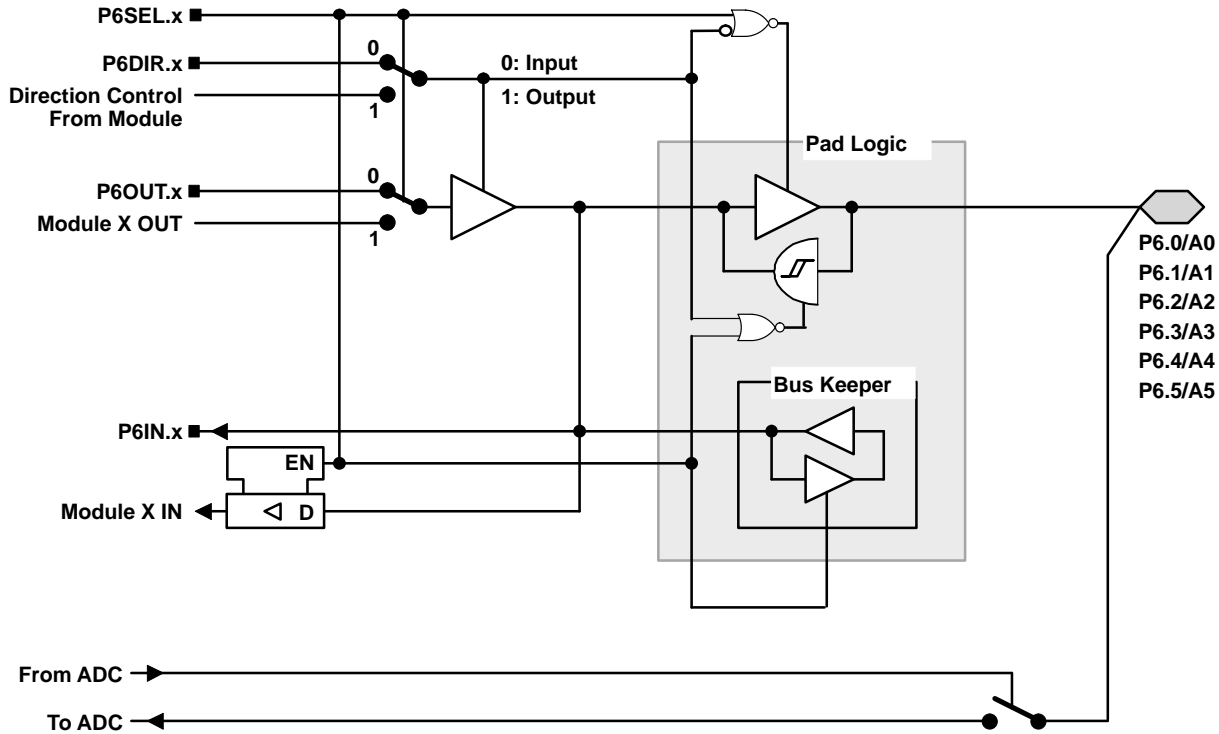 P6SEL.x
P6DIR.x
0
0: Input
Direction Control
From Module
1
1: Output
Pad Logic
P6OUT.x
0
Module X OUT
1
P6.0/A0
P6.1/A1
P6.2/A2
P6.3/A3
P6.4/A4
P6.5/A5
Bus Keeper
P6IN.x
EN
Module X IN
D
From ADC
To ADC